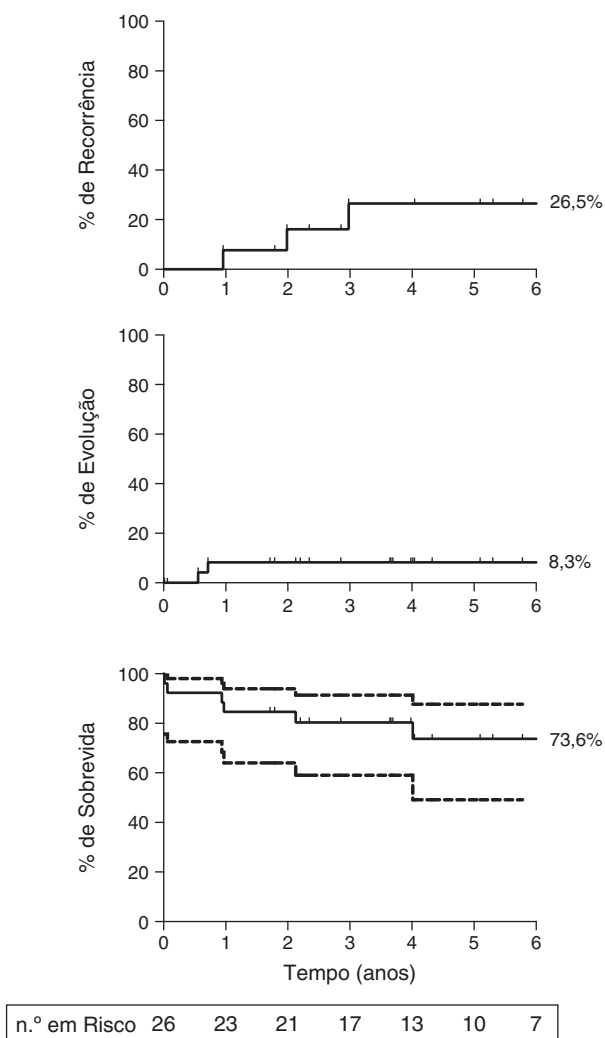 100
80
60
40
20
0
% de Recorrência
26,5%
0 1 2 3 4 5 6
100
80
60
40
20
0
% de Evolução
8,3%
0 1 2 3 4 5 6
100
80
60
40
20
0
% de Sobrevida
73,6%
0 1 2 3 4 5 6
Tempo (anos)
n.º em Risco 26 23 21 17 13 10 7